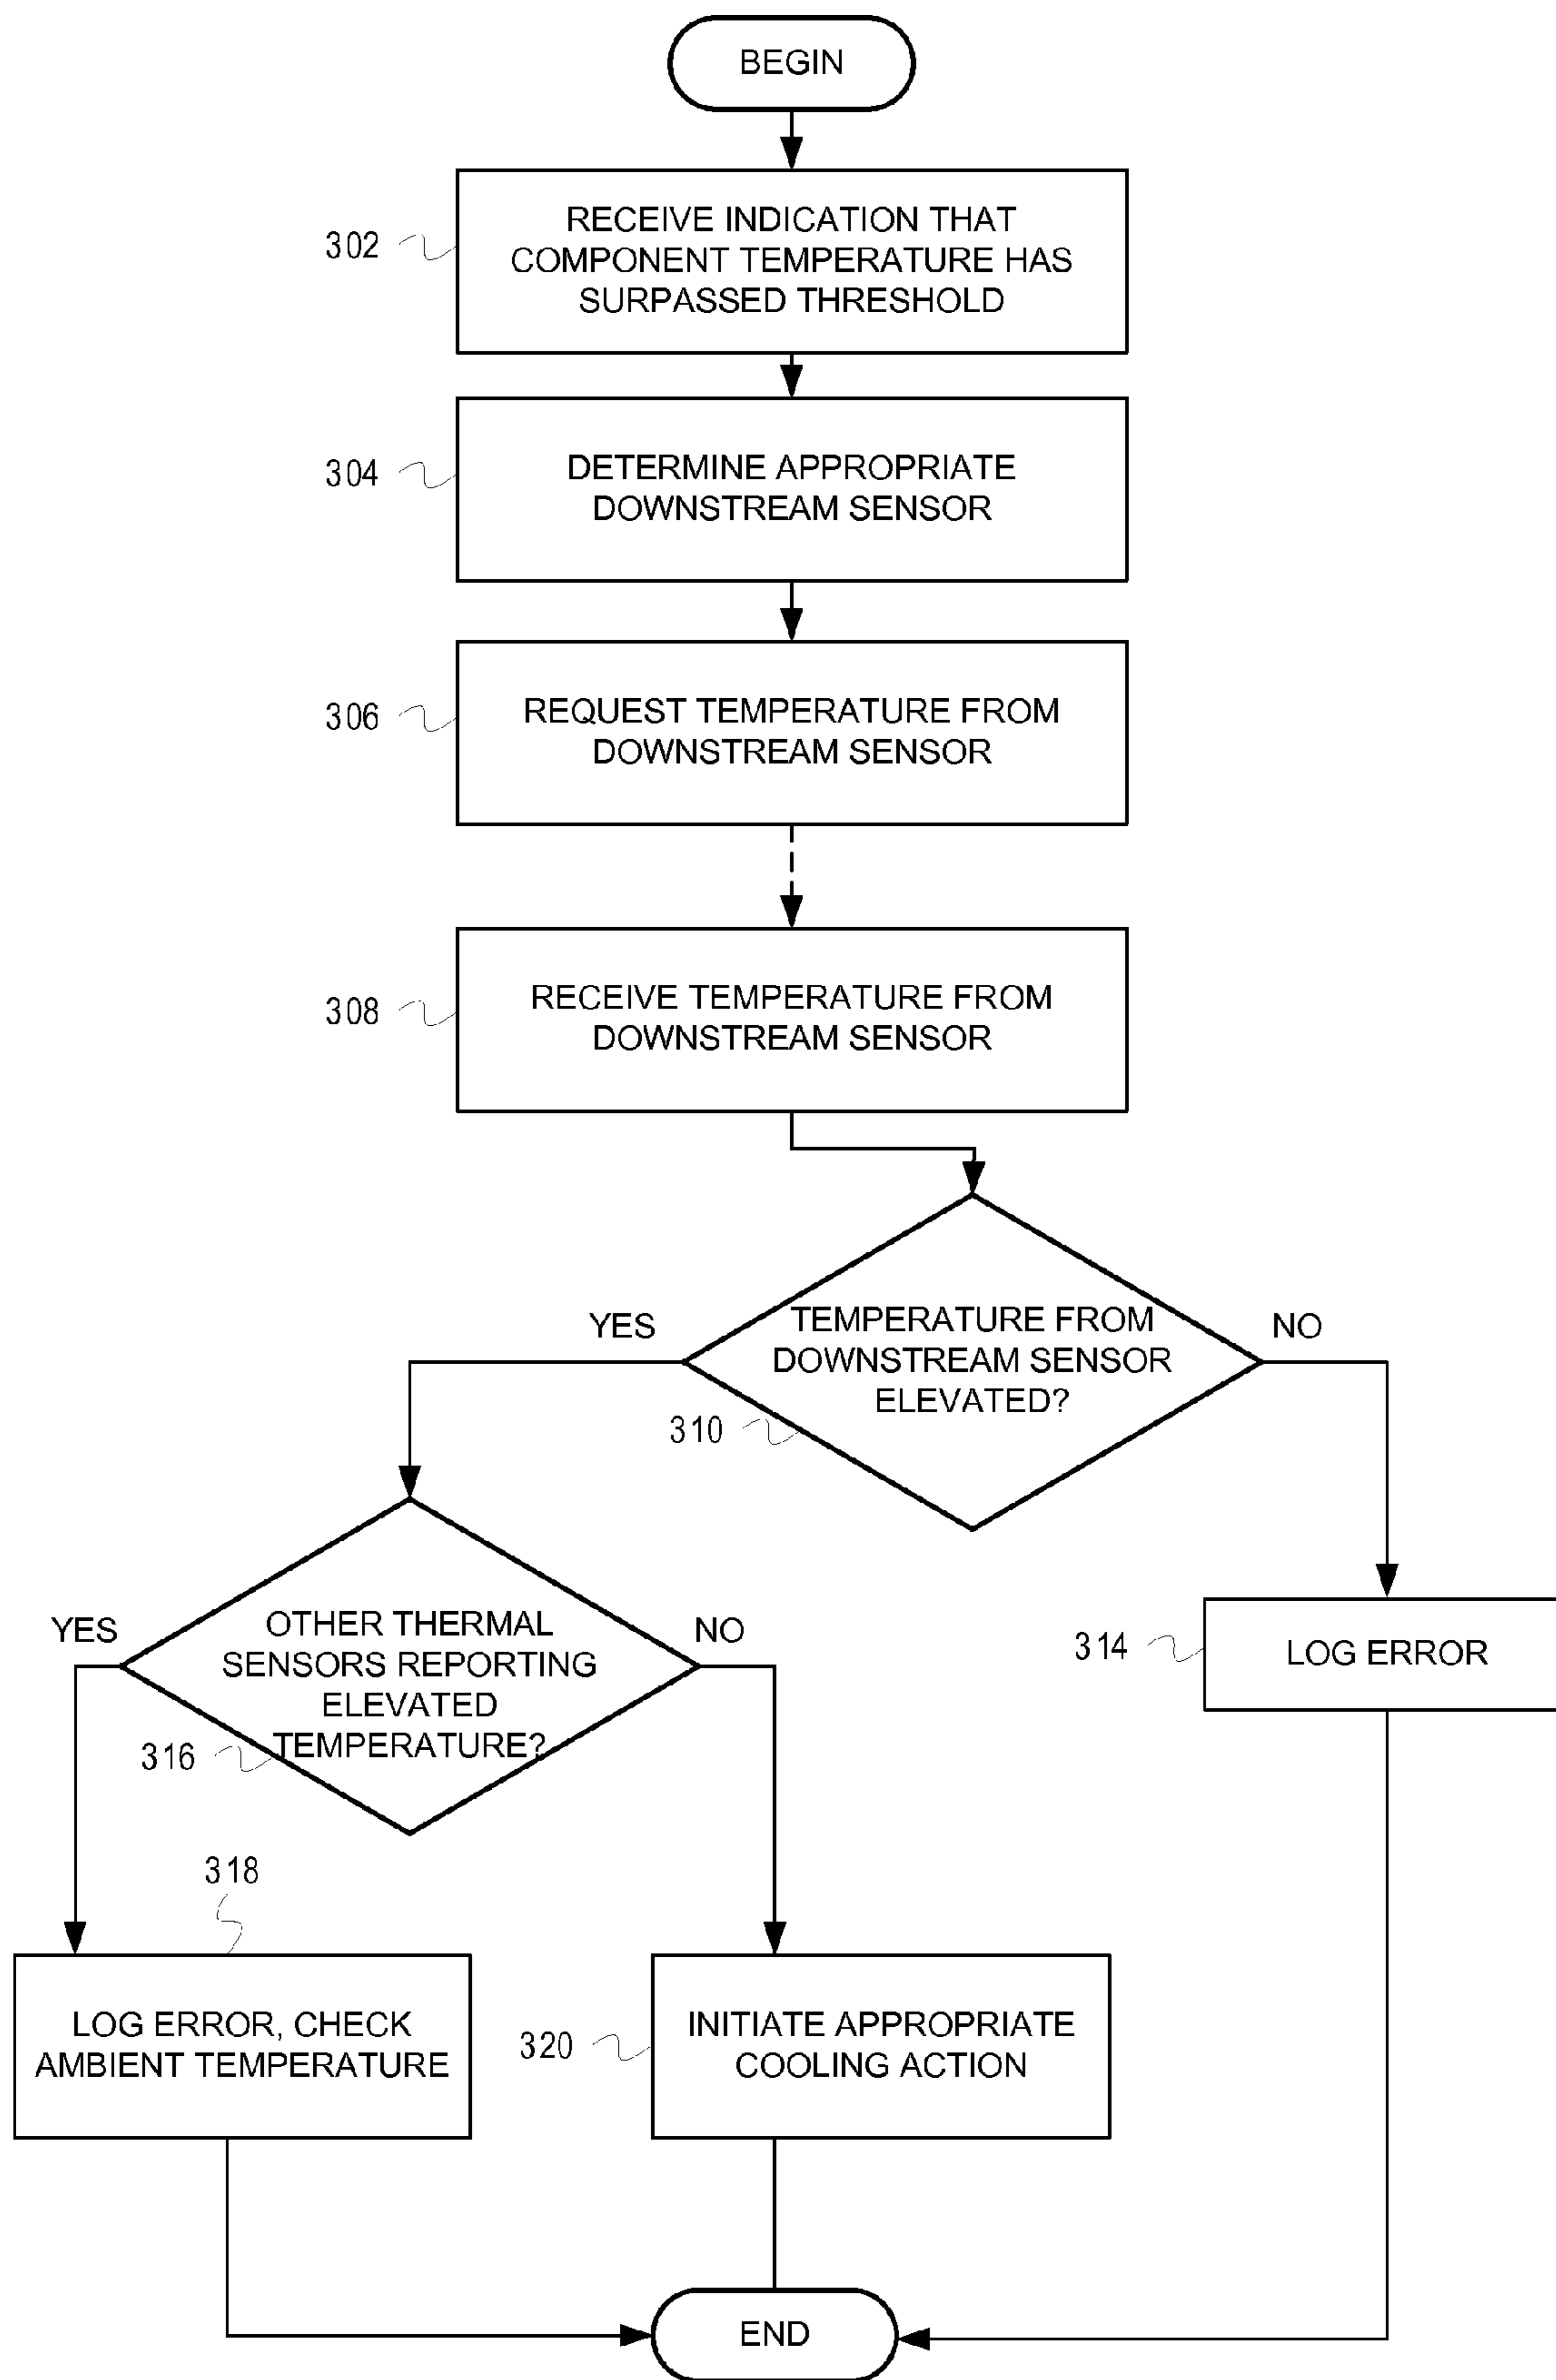 BEGIN
302
RECEIVE INDICATION THAT
COMPONENT TEMPERATURE HAS
SURPASSED THRESHOLD
304
DETERMINE APPROPRIATE
DOWNSTREAM SENSOR
306
REQUEST TEMPERATURE FROM
DOWNSTREAM SENSOR
308
RECEIVE TEMPERATURE FROM
DOWNSTREAM SENSOR
YES
TEMPERATURE FROM
DOWNSTREAM SENSOR
ELEVATED?
NO
310
YES
OTHER THERMAL
SENSORS REPORTING
ELEVATED
TEMPERATURE?
NO
316
314
LOG ERROR
318
LOG ERROR, CHECK
AMBIENT TEMPERATURE
320
INITIATE APPROPRIATE
COOLING ACTION
END